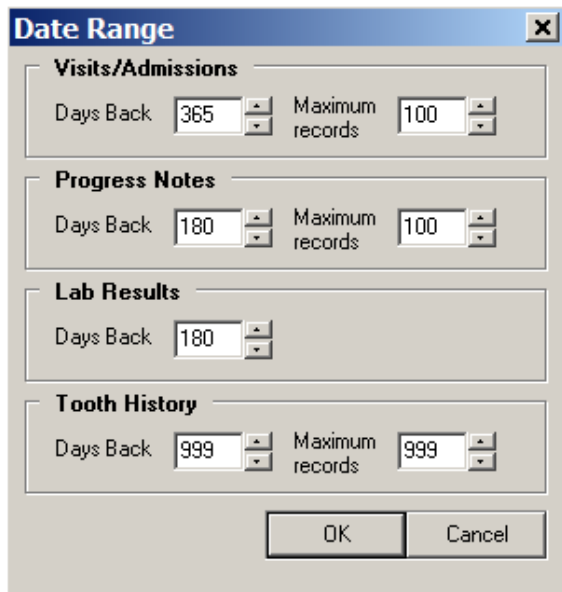 Date Range
Visits/Admissions
Days Back 365 Maximum records 100
Progress Notes
Days Back 180 Maximum records 100
Lab Results
Days Back 180
Tooth History
Days Back 999 Maximum records 999
OK Cancel